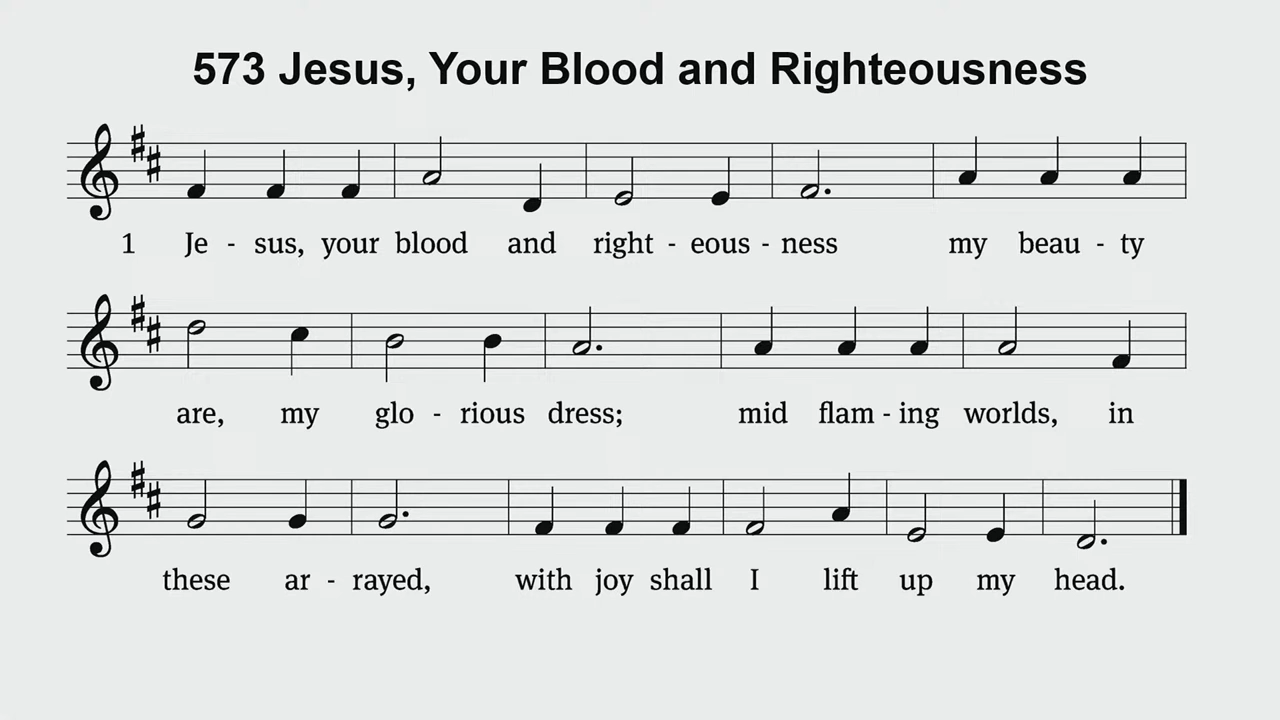 573 Jesus, Your Blood and Righteousness
1 Je - sus, your blood and right - eous - ness my beau - ty
are, my glo - rious dress; mid flam - ing worlds, in
these ar - rayed, with joy shall I lift up my head.